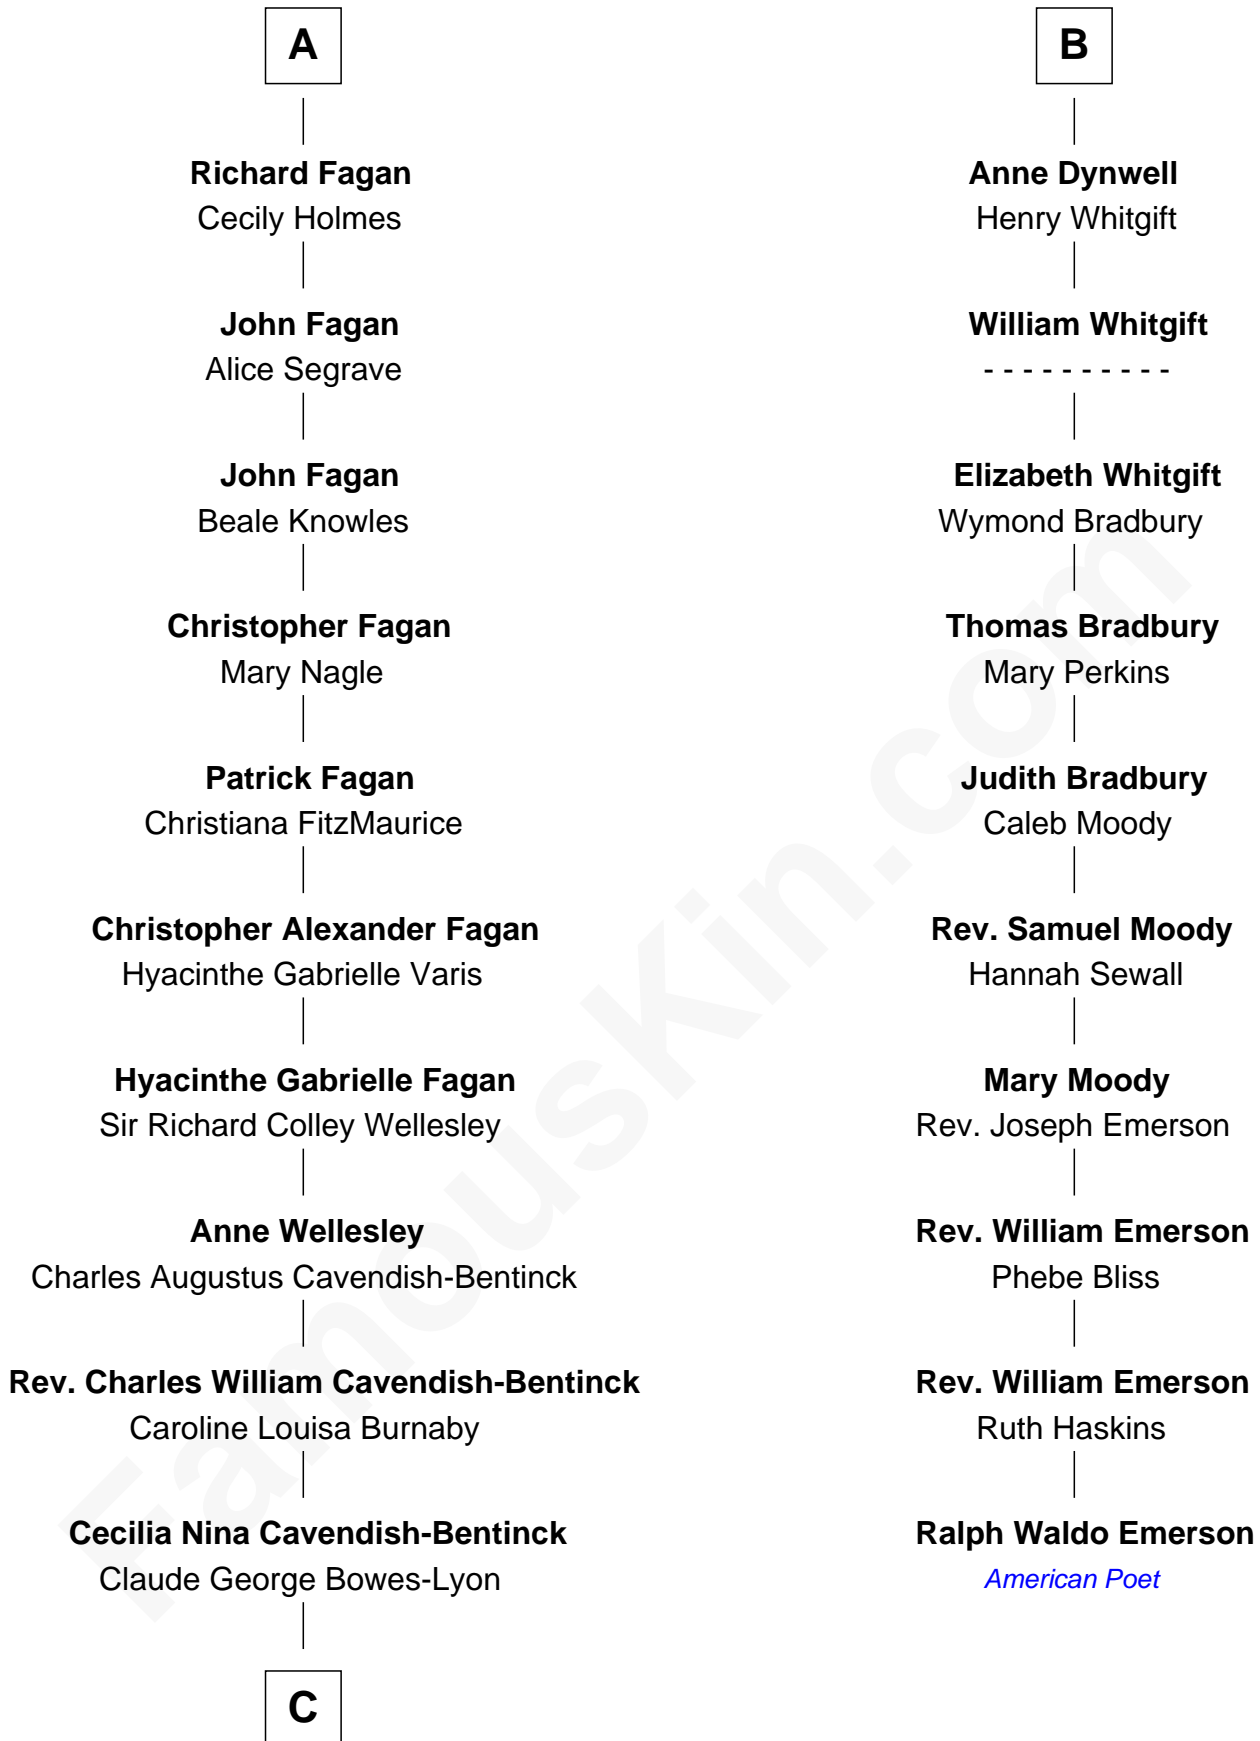 A
Richard Fagan
Cecily Holmes
John Fagan
Alice Segrave
John Fagan
Beale Knowles
Christopher Fagan
Mary Nagle
Patrick Fagan
Christiana FitzMaurice
Christopher Alexander Fagan
Hyacinthe Gabrielle Varis
Hyacinthe Gabrielle Fagan
Sir Richard Colley Wellesley
Anne Wellesley
Charles Augustus Cavendish-Bentinck
Rev. Charles William Cavendish-Bentinck
Caroline Louisa Burnaby
Cecilia Nina Cavendish-Bentinck
Claude George Bowes-Lyon
C
B
Anne Dynwell
Henry Whitgift
William Whitgift
- - - - - - - - - -
Elizabeth Whitgift
Wymond Bradbury
Thomas Bradbury
Mary Perkins
Judith Bradbury
Caleb Moody
Rev. Samuel Moody
Hannah Sewall
Mary Moody
Rev. Joseph Emerson
Rev. William Emerson
Phebe Bliss
Rev. William Emerson
Ruth Haskins
Ralph Waldo Emerson
American Poet
FamousKin.com